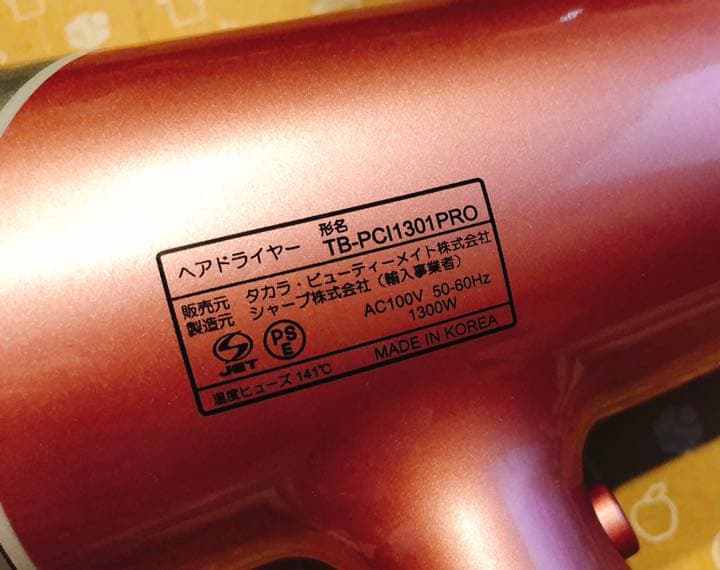 ヘアドライヤー 形名 TB-PCI1301PRO
販売元 タカラ・ビューティーメイト株式会社
製造元 シャープ株式会社（輸入事業者）
AC100V 50-60Hz
1300W
JET
PS
E
MADE IN KOREA
温度ヒューズ 141℃